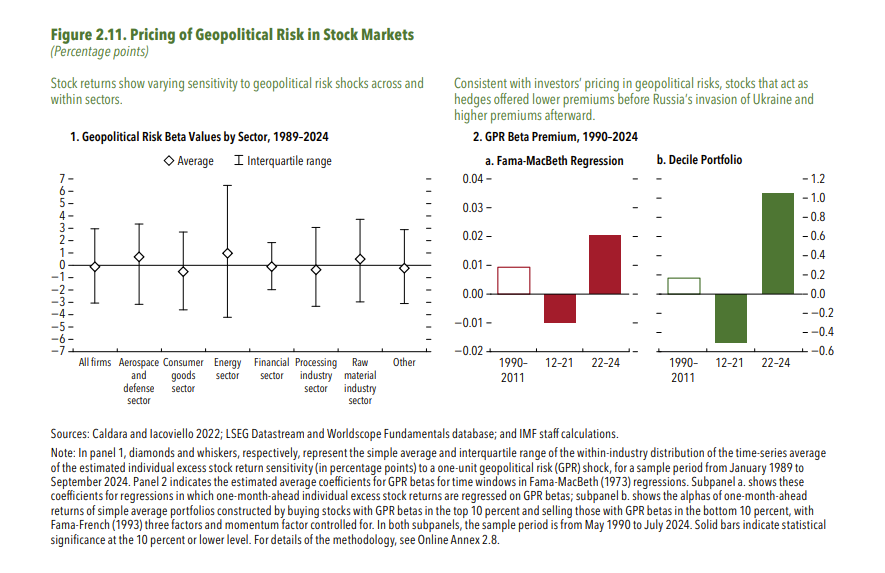 Figure 2.11. Pricing of Geopolitical Risk in Stock Markets
(Percentage points)
Stock returns show varying sensitivity to geopolitical risk shocks across and
within sectors.
1. Geopolitical Risk Beta Values by Sector, 1989–2024
Average
Interquartile range
7
6
5
4
3
2
1
0
−1
−2
−3
−4
−5
−6
−7
All firms
Aerospace
and
defense
sector
Consumer
goods
sector
Energy
sector
Financial
sector
Processing
industry
sector
Raw
material
industry
sector
Other
Consistent with investors' pricing in geopolitical risks, stocks that act as
hedges offered lower premiums before Russia's invasion of Ukraine and
higher premiums afterward.
2. GPR Beta Premium, 1990–2024
a. Fama-MacBeth Regression
0.04
0.03
0.02
0.01
0.00
−0.01
−0.02
1990–
2011
12–21
22–24
b. Decile Portfolio
1.2
1.0
0.8
0.6
0.4
0.2
0.0
−0.2
−0.4
−0.6
1990–
2011
12–21
22–24
Sources: Caldara and Iacoviello 2022; LSEG Datastream and Worldscope Fundamentals database; and IMF staff calculations.
Note: In panel 1, diamonds and whiskers, respectively, represent the simple average and interquartile range of the within-industry distribution of the time-series average
of the estimated individual excess stock return sensitivity (in percentage points) to a one-unit geopolitical risk (GPR) shock, for a sample period from January 1989 to
September 2024. Panel 2 indicates the estimated average coefficients for GPR betas for time windows in Fama-MacBeth (1973) regressions. Subpanel a. shows these
coefficients for regressions in which one-month-ahead individual excess stock returns are regressed on GPR betas; subpanel b. shows the alphas of one-month-ahead
returns of simple average portfolios constructed by buying stocks with GPR betas in the top 10 percent and selling those with GPR betas in the bottom 10 percent, with
Fama-French (1993) three factors and momentum factor controlled for. In both subpanels, the sample period is from May 1990 to July 2024. Solid bars indicate statistical
significance at the 10 percent or lower level. For details of the methodology, see Online Annex 2.8.